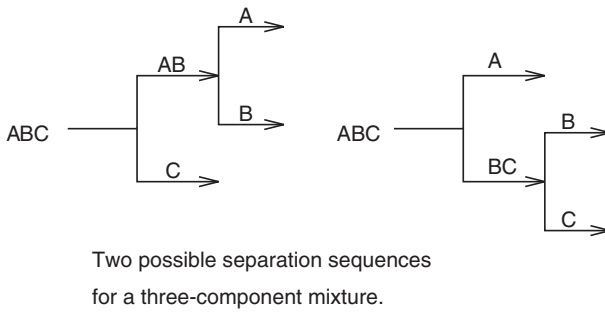 A
AB
B
ABC
C
A
B
ABC
BC
C
Two possible separation sequences
for a three-component mixture.